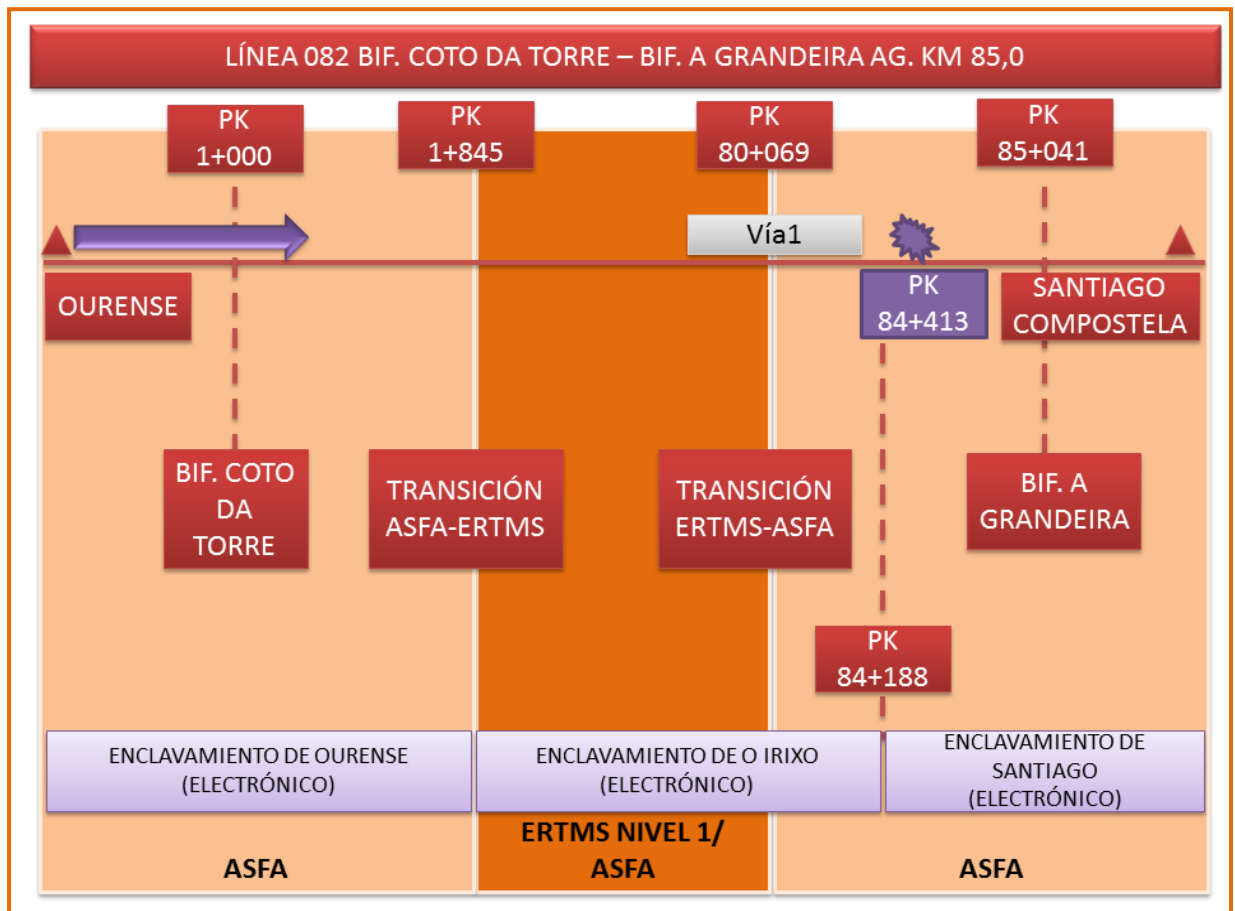 LÍNEA 082 BIF. COTO DA TORRE – BIF. A GRANDEIRA AG. KM 85,0
PK
1+000
PK
1+845
PK
80+069
PK
85+041
Vía1
OURENSE
PK
84+413
SANTIAGO
COMPOSTELA
BIF. COTO
DA
TORRE
TRANSICIÓN
ASFA-ERTMS
TRANSICIÓN
ERTMS-ASFA
BIF. A
GRANDEIRA
PK
84+188
ENCLAVAMIENTO DE OURENSE
(ELECTRÓNICO)
ENCLAVAMIENTO DE O IRIXO
(ELECTRÓNICO)
ENCLAVAMIENTO DE
SANTIAGO
(ELECTRÓNICO)
ASFA
ERTMS NIVEL 1/
ASFA
ASFA